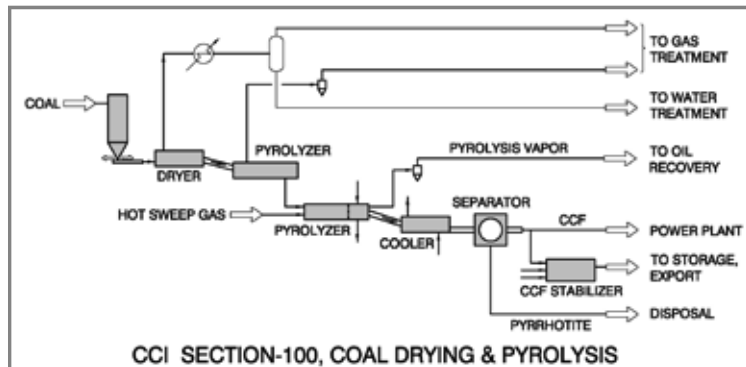 TO GAS
TREATMENT
COAL
TO WATER
TREATMENT
PYROLYZER
PYROLYSIS VAPOR
TO OIL
RECOVERY
DRYER
SEPARATOR
HOT SWEEP GAS
PYROLYZER
CCF
POWER PLANT
COOLER
TO STORAGE,
EXPORT
CCF STABILIZER
PYRRHOTITE
DISPOSAL
CCI SECTION-100, COAL DRYING & PYROLYSIS